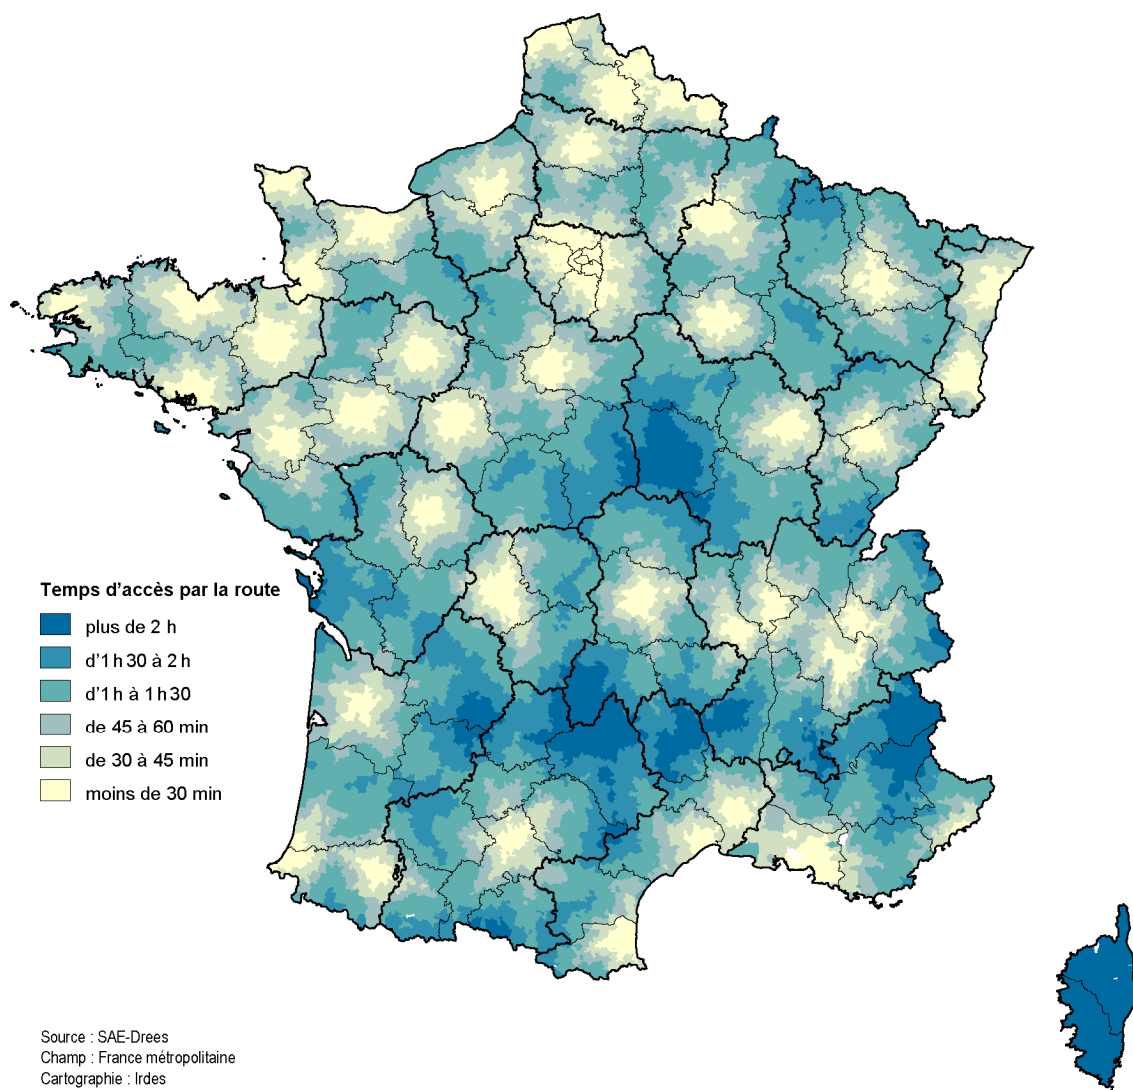 Temps d'accès par la route
plus de 2 h
d'1 h 30 à 2 h
d'1 h à 1 h 30
de 45 à 60 min
de 30 à 45 min
moins de 30 min
Source : SAE-Drees
Champ : France métropolitaine
Cartographie : Irdes